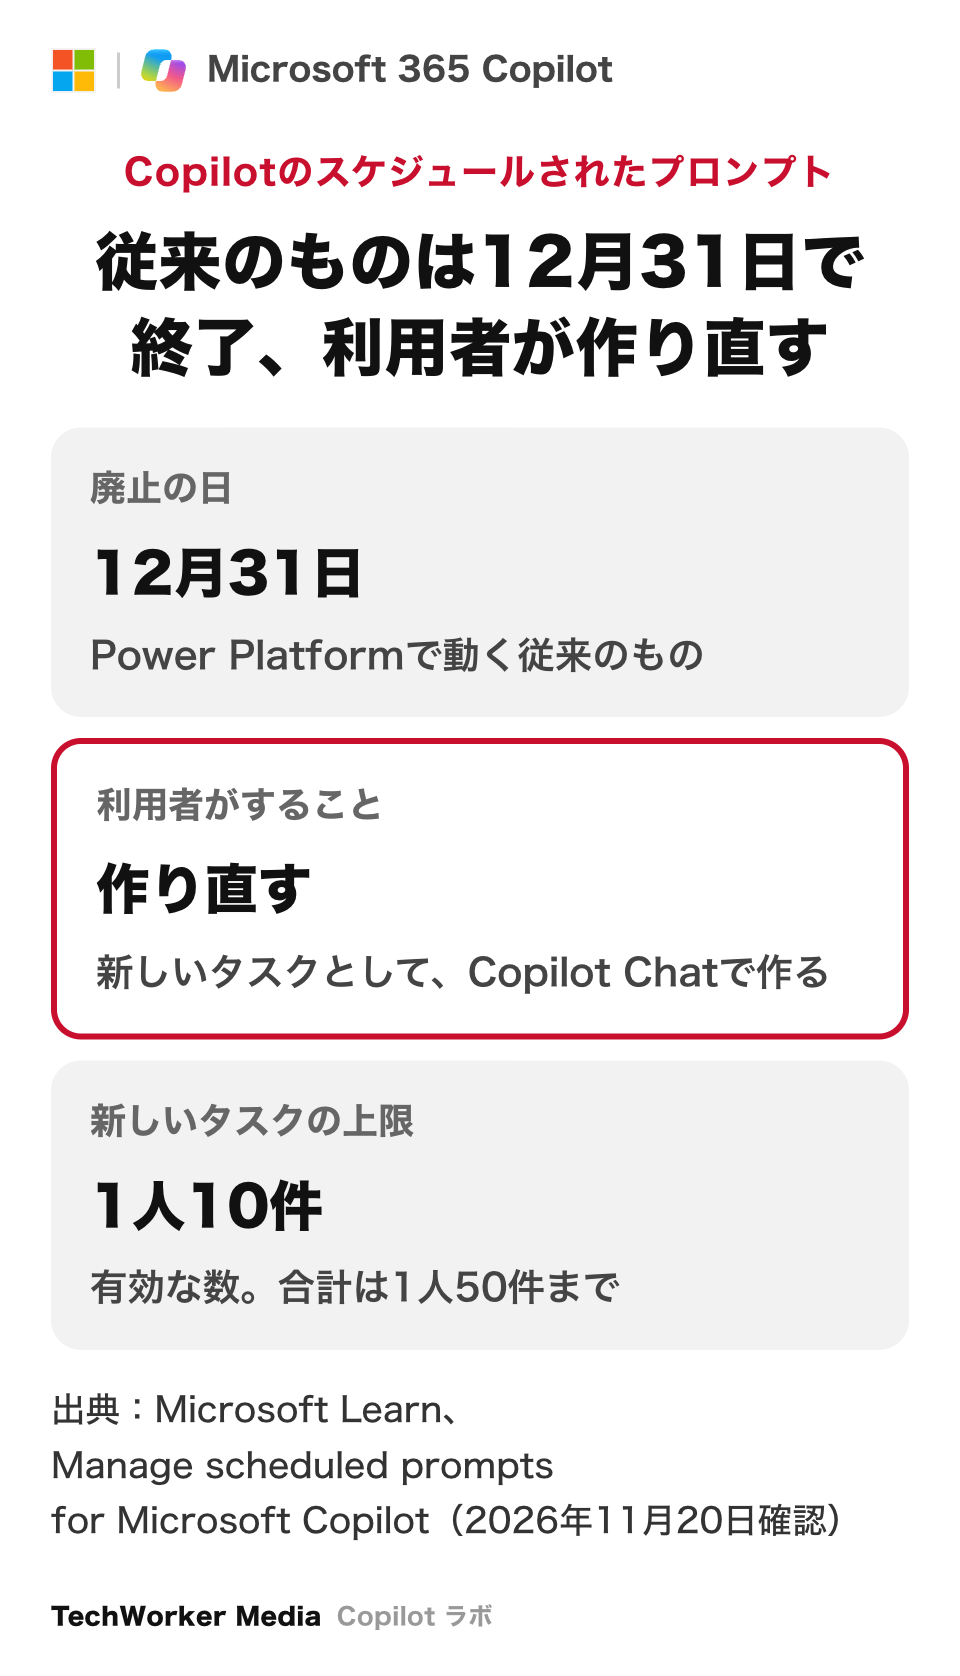 Microsoft 365 Copilot
Copilotのスケジュールされたプロンプト
従来のものは12月31日で
終了、利用者が作り直す
廃止の日
12月31日
Power Platformで動く従来のもの
利用者がすること
作り直す
新しいタスクとして、Copilot Chatで作る
新しいタスクの上限
1人10件
有効な数。合計は1人50件まで
出典：Microsoft Learn、
Manage scheduled prompts
for Microsoft Copilot（2026年11月20日確認）
TechWorker Media Copilot ラボ